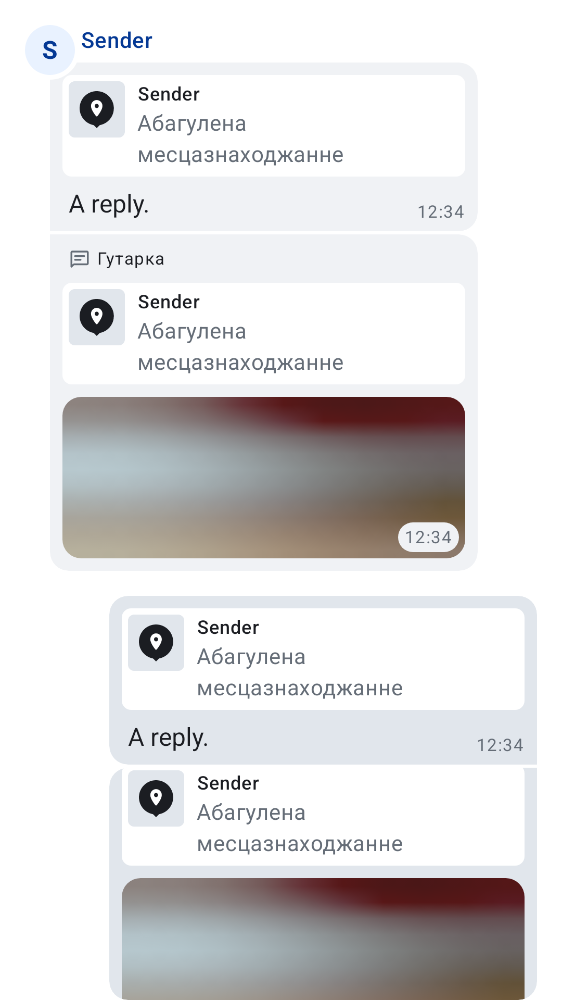 S
Sender
Sender
Абагулена
месцазнаходжанне
A reply.
12:34
Гутарка
Sender
Абагулена
месцазнаходжанне
12:34
Sender
Абагулена
месцазнаходжанне
A reply.
12:34
Sender
Абагулена
месцазнаходжанне